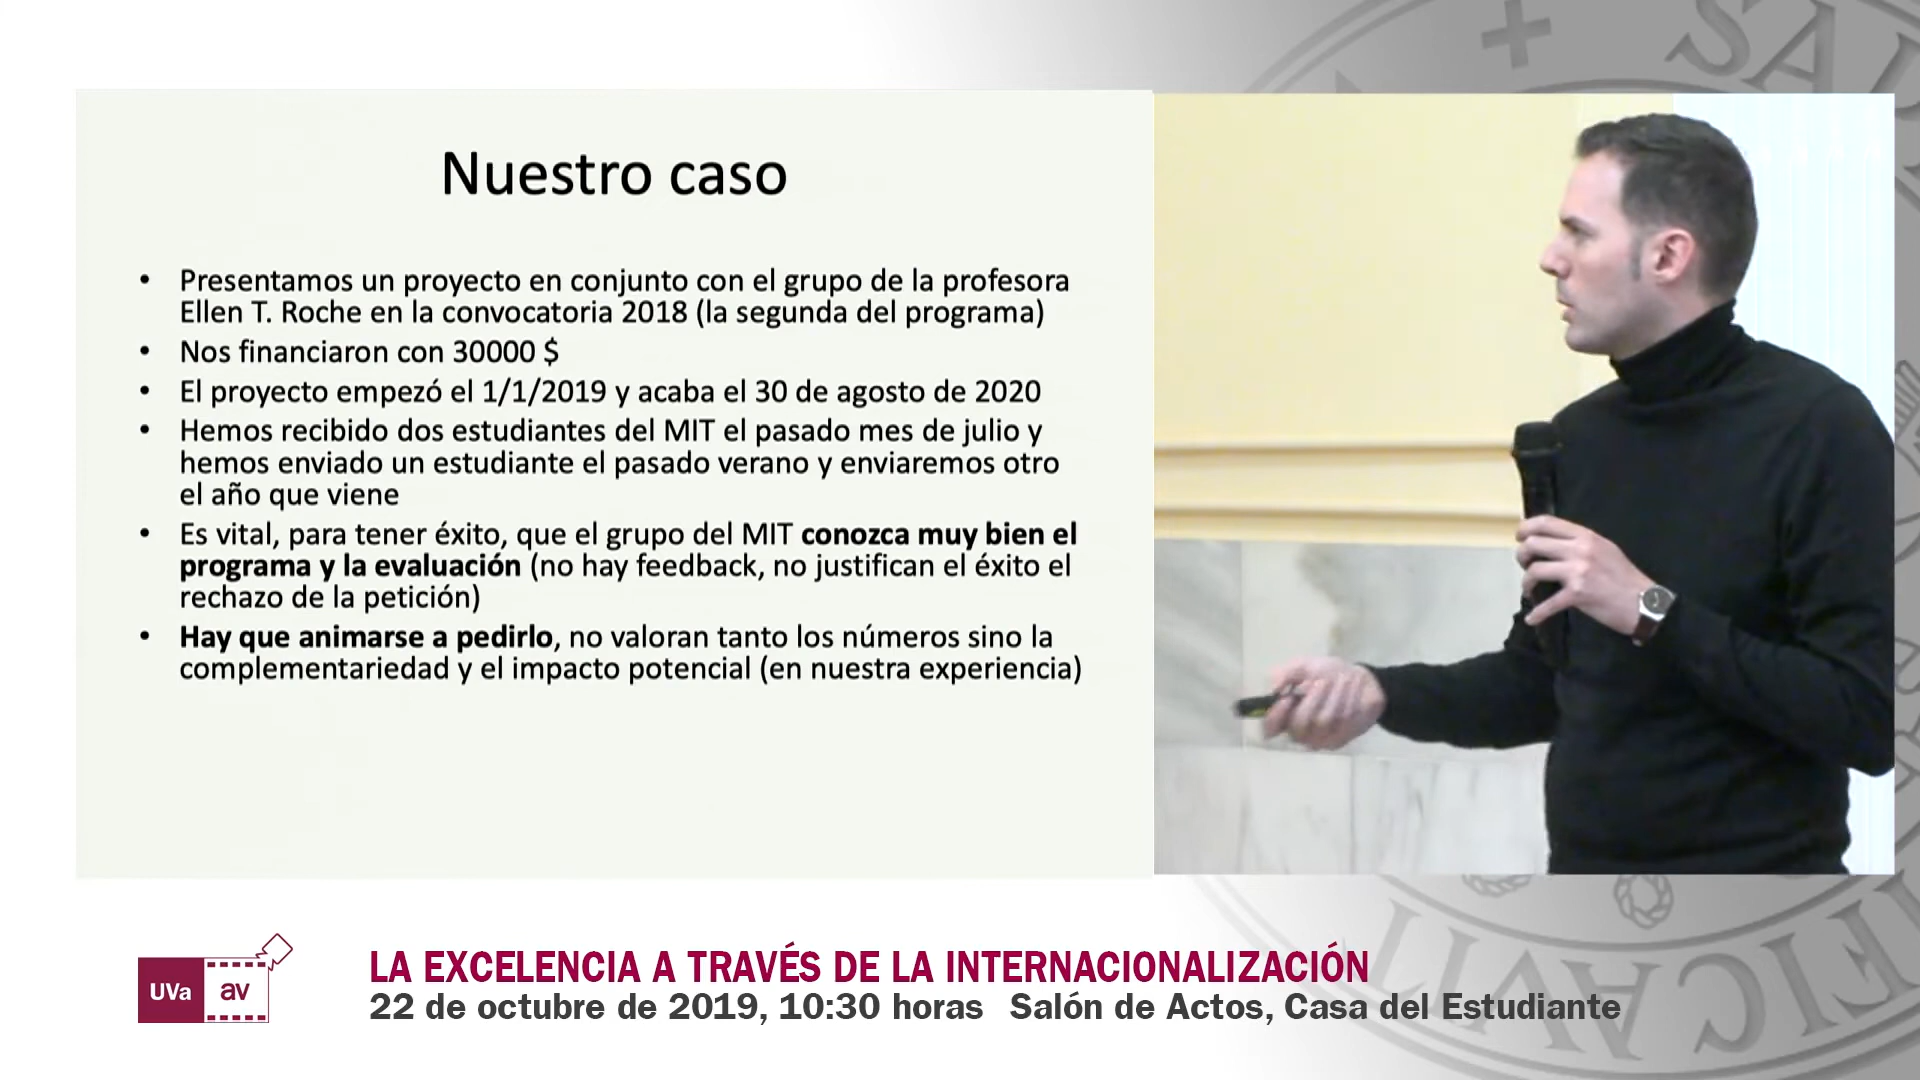 Nuestro caso
• Presentamos un proyecto en conjunto con el grupo de la profesora
Ellen T. Roche en la convocatoria 2018 (la segunda del programa)
• Nos financiaron con 30000 $
• El proyecto empezó el 1/1/2019 y acaba el 30 de agosto de 2020
• Hemos recibido dos estudiantes del MIT el pasado mes de julio y
hemos enviado un estudiante el pasado verano y enviaremos otro
el año que viene
• Es vital, para tener éxito, que el grupo del MIT conozca muy bien el
programa y la evaluación (no hay feedback, no justifican el éxito el
rechazo de la petición)
• Hay que animarse a pedirlo, no valoran tanto los números sino la
complementariedad y el impacto potencial (en nuestra experiencia)
UVa av
LA EXCELENCIA A TRAVÉS DE LA INTERNACIONALIZACIÓN
22 de octubre de 2019, 10:30 horas Salón de Actos, Casa del Estudiante